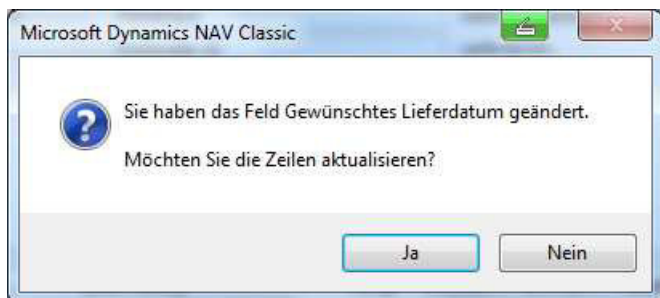 Microsoft Dynamics NAV Classic
Sie haben das Feld Gewünschtes Lieferdatum geändert.
Möchten Sie die Zeilen aktualisieren?
Ja
Nein